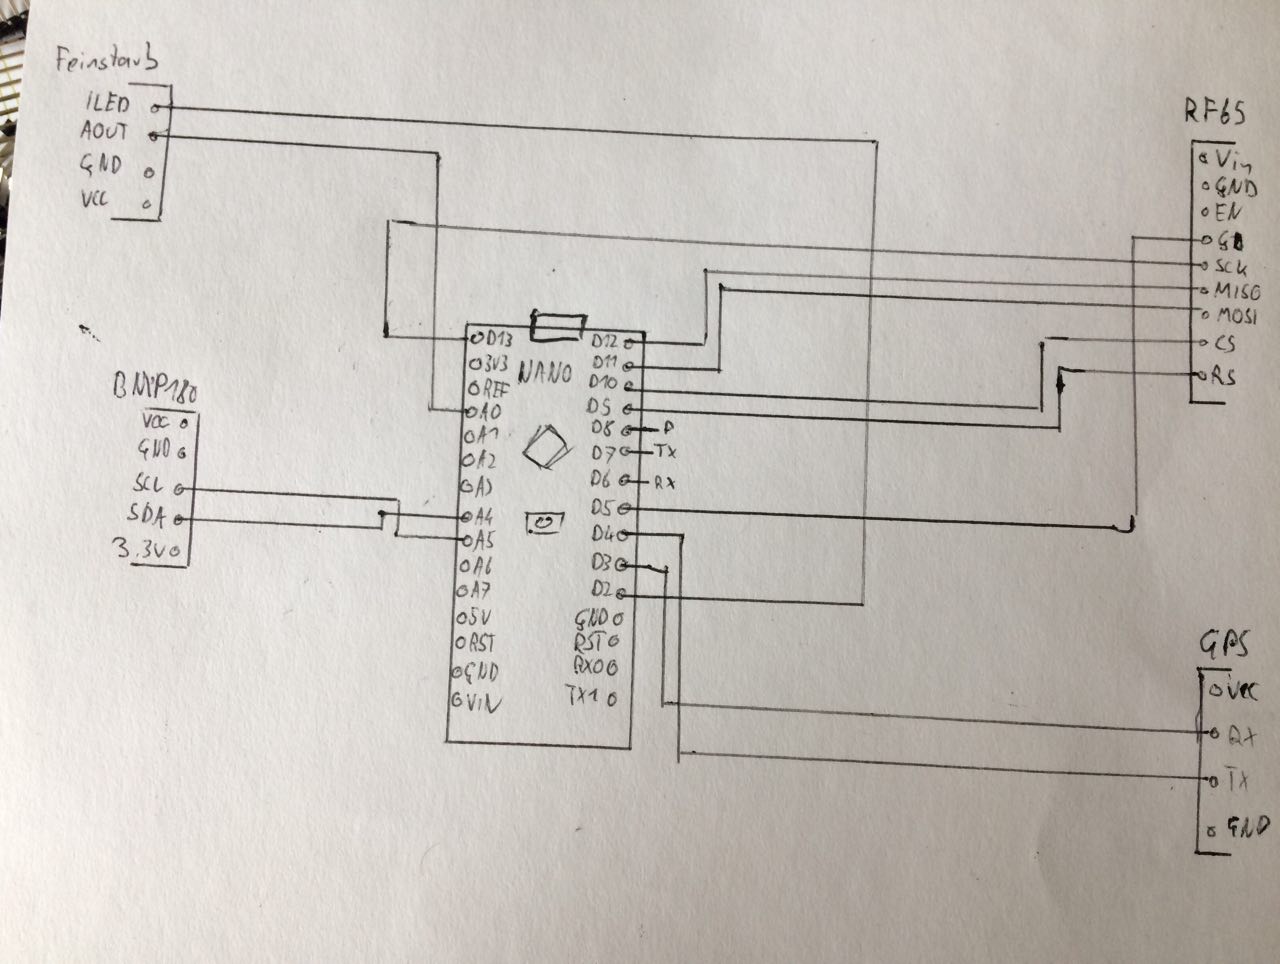 Feinstaub
iLED
AOUT
GND
VCC
RF65
Vin
GND
EN
SCK
MISO
MOSI
CS
RS
BMP180
VCC
GND
SCL
SDA
3.3V
NANO
D13
3V3
REF
A0
A1
A2
A3
A4
A5
A6
A7
5V
RST
GND
VIN
D12
D11
D10
D9
D8 P
D7 TX
D6 RX
D5
D4
D3
D2
GND
RST
RX0
TX1
GPS
VCC
RX
TX
GND